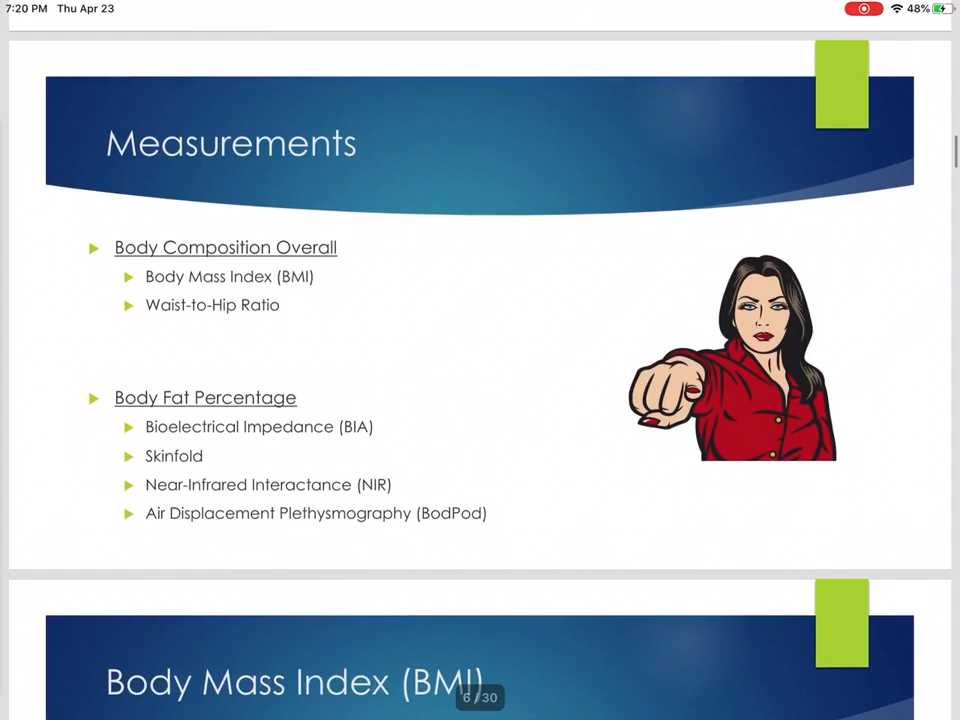 7:20 PM Thu Apr 23
48%
Measurements
Body Composition Overall
Body Mass Index (BMI)
Waist-to-Hip Ratio
Body Fat Percentage
Bioelectrical Impedance (BIA)
Skinfold
Near-Infrared Interactance (NIR)
Air Displacement Plethysmography (BodPod)
Body Mass Index (BMI)
6 / 30